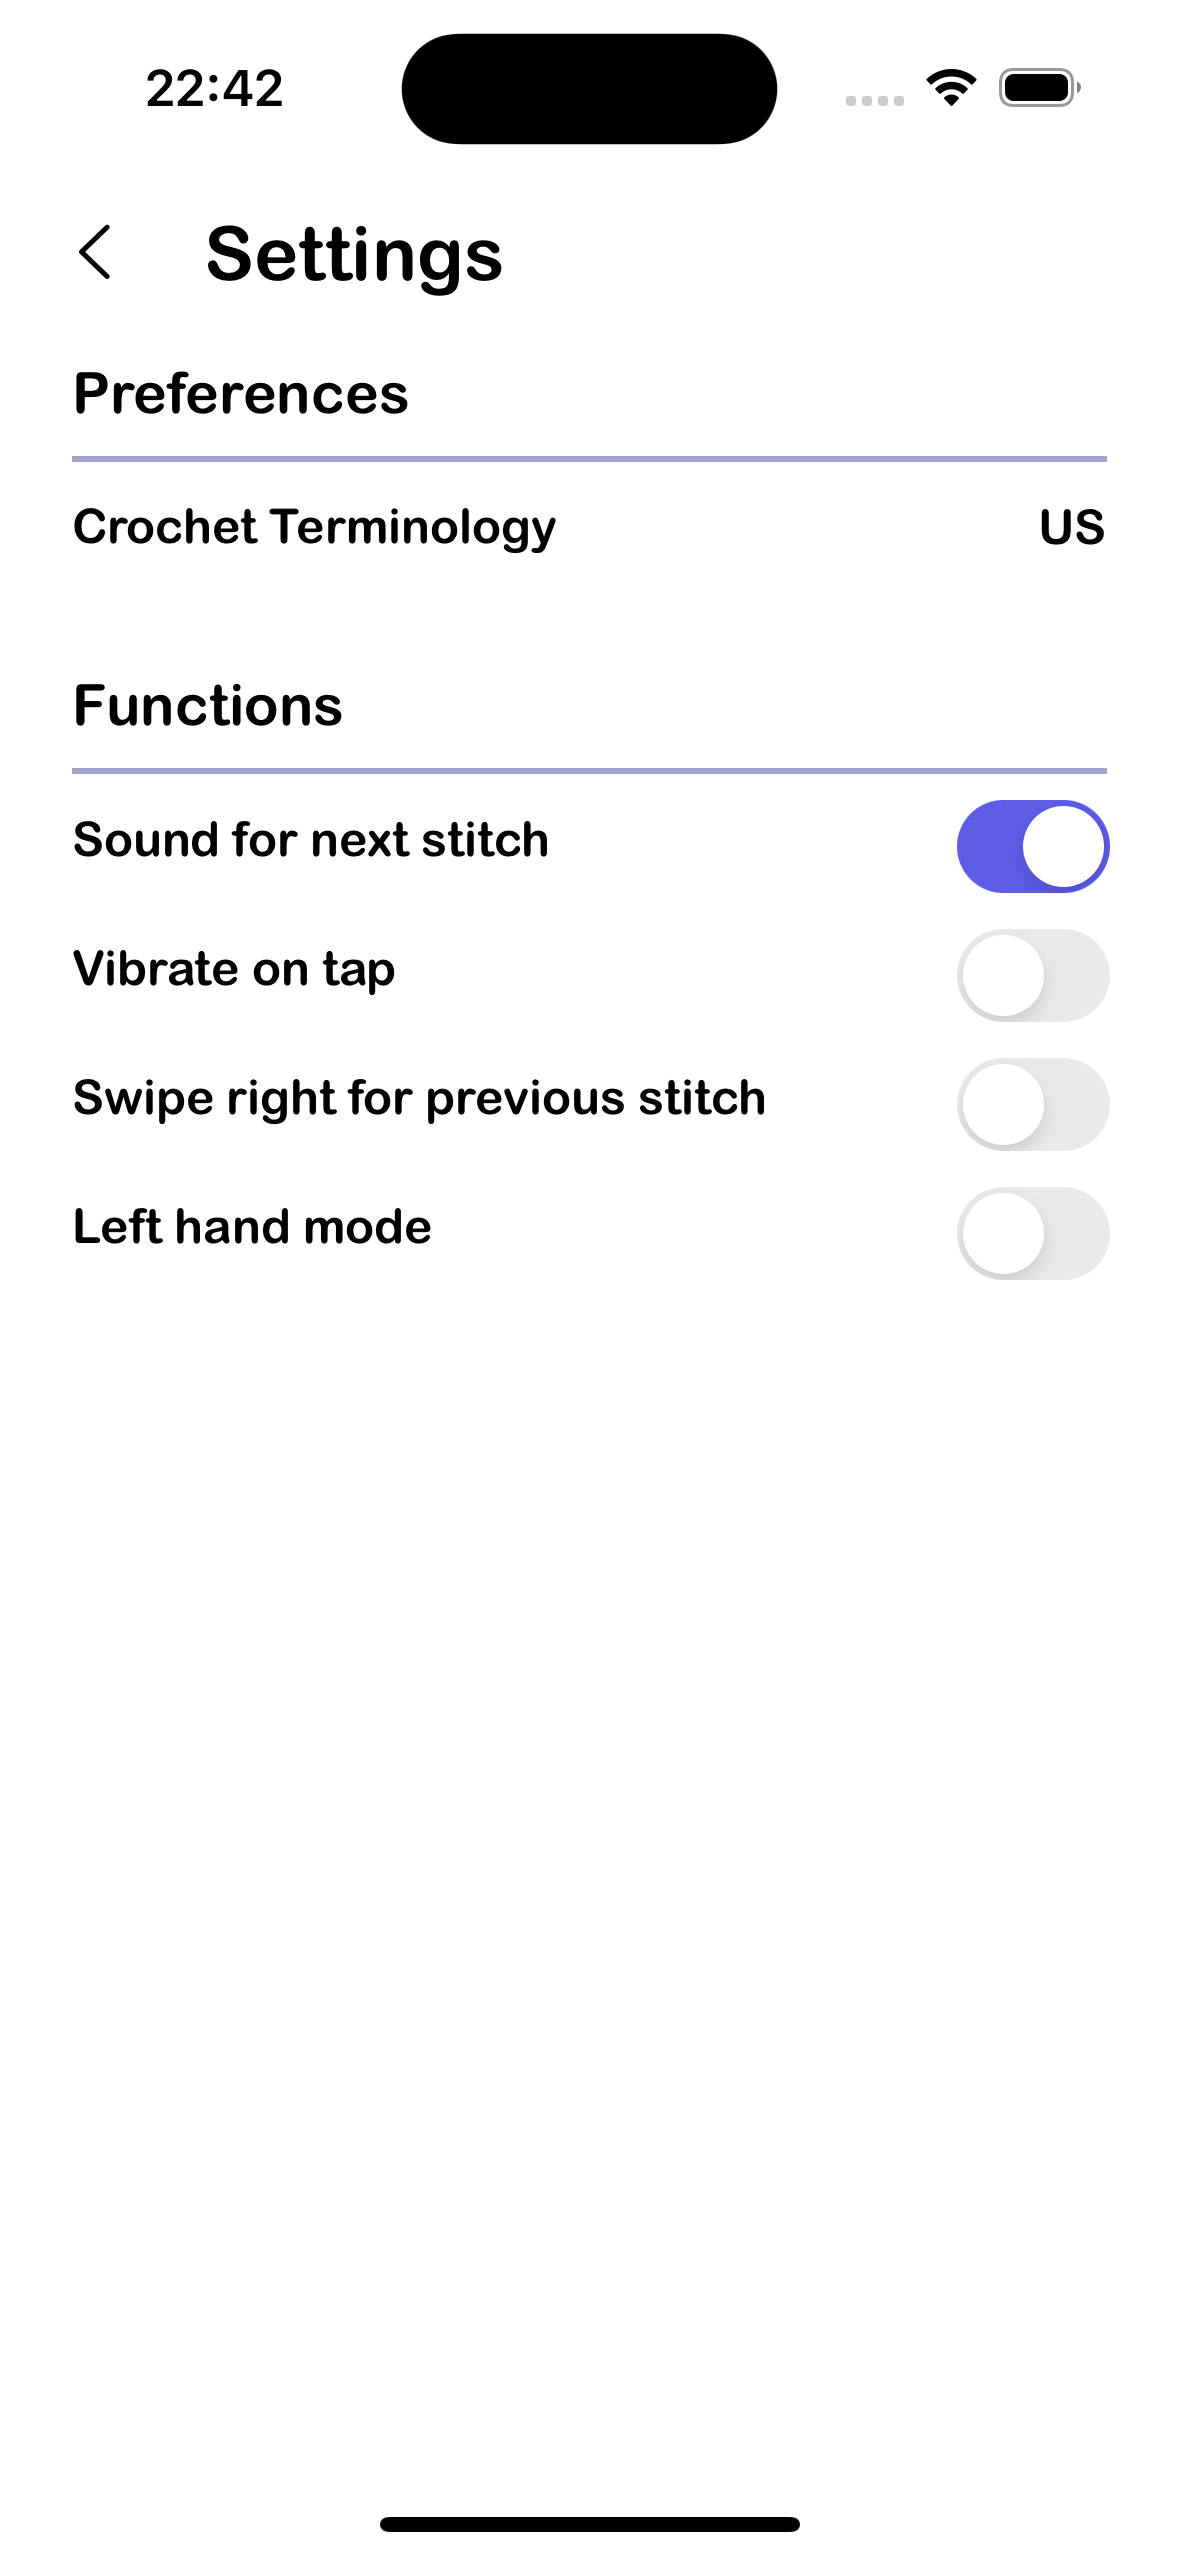 22:42
Settings
Preferences
Crochet Terminology US
Functions
Sound for next stitch
Vibrate on tap
Swipe right for previous stitch
Left hand mode